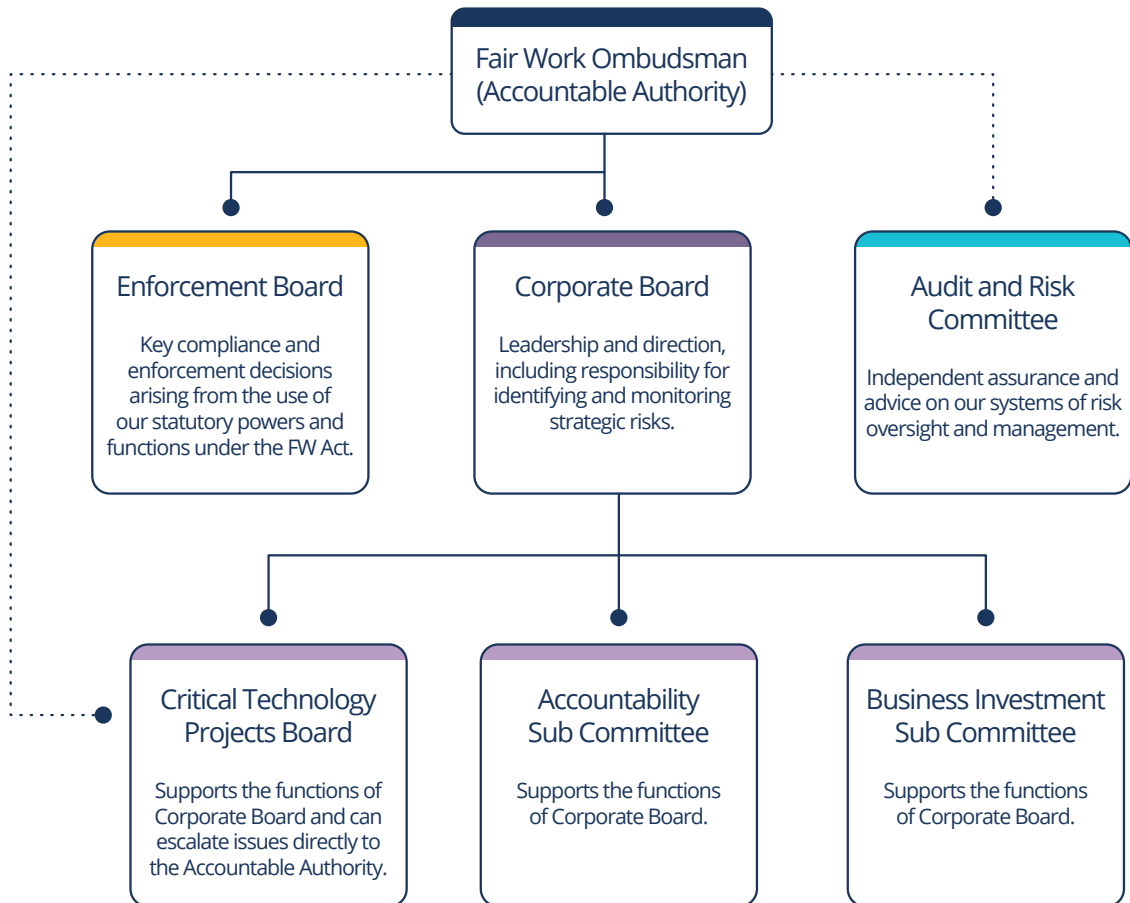 Fair Work Ombudsman
(Accountable Authority)
Enforcement Board
Key compliance and
enforcement decisions
arising from the use of
our statutory powers and
functions under the FW Act.
Corporate Board
Leadership and direction,
including responsibility for
identifying and monitoring
strategic risks.
Audit and Risk
Committee
Independent assurance and
advice on our systems of risk
oversight and management.
Critical Technology
Projects Board
Supports the functions of
Corporate Board and can
escalate issues directly to
the Accountable Authority.
Accountability
Sub Committee
Supports the functions
of Corporate Board.
Business Investment
Sub Committee
Supports the functions
of Corporate Board.